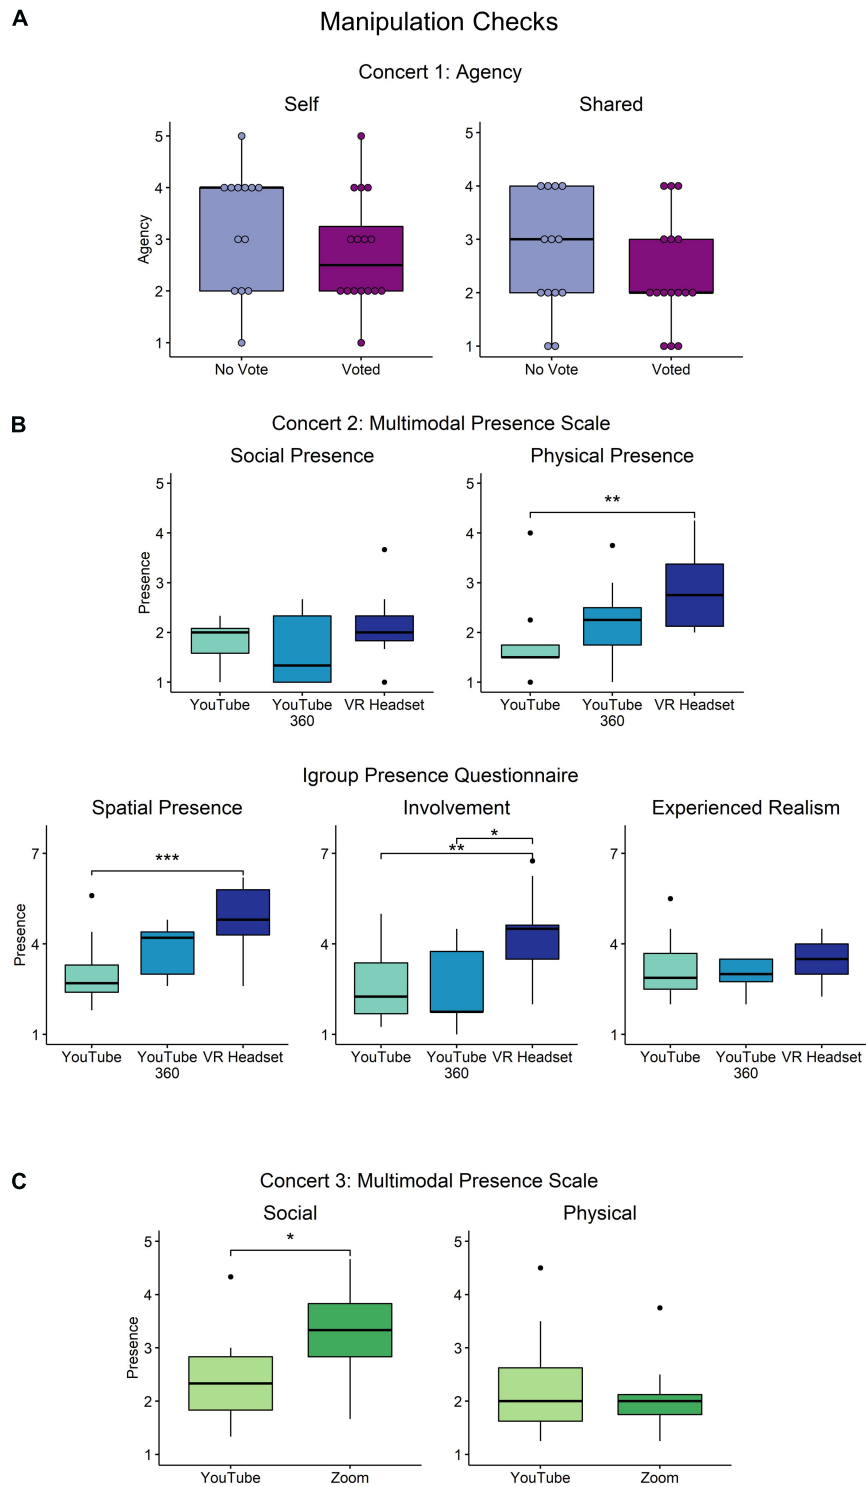 A
Manipulation Checks
Concert 1: Agency
Self
Shared
Agency
5
4
3
2
1
No Vote
Voted
5
4
3
2
1
No Vote
Voted
B
Concert 2: Multimodal Presence Scale
Social Presence
Physical Presence
Presence
5
4
3
2
1
YouTube
YouTube
360
VR Headset
5
4
3
2
1
**
YouTube
YouTube
360
VR Headset
Igroup Presence Questionnaire
Spatial Presence
Involvement
Experienced Realism
Presence
7
4
1
***
YouTube
YouTube
360
VR Headset
7
4
1
*
**
YouTube
YouTube
360
VR Headset
7
4
1
YouTube
YouTube
360
VR Headset
C
Concert 3: Multimodal Presence Scale
Social
Physical
Presence
5
4
3
2
1
*
YouTube
Zoom
5
4
3
2
1
YouTube
Zoom